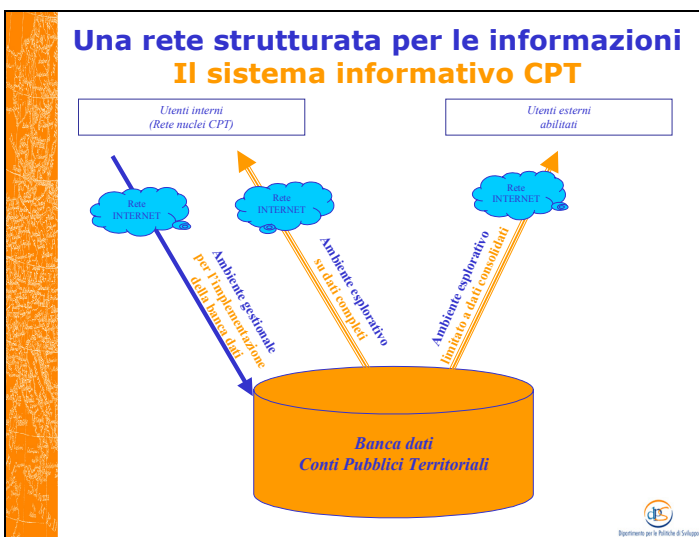 Una rete strutturata per le informazioni
Il sistema informativo CPT
Utenti interni
(Rete nuclei CPT)
Utenti esterni
abilitati
Rete
INTERNET
Rete
INTERNET
Rete
INTERNET
Ambiente gestionale
per l'implementazione
della banca dati
Ambiente esplorativo
su dati completi
Ambiente esplorativo
limitato a dati consolidati
Banca dati
Conti Pubblici Territoriali
dps
Dipartimento per le Politiche di Sviluppo